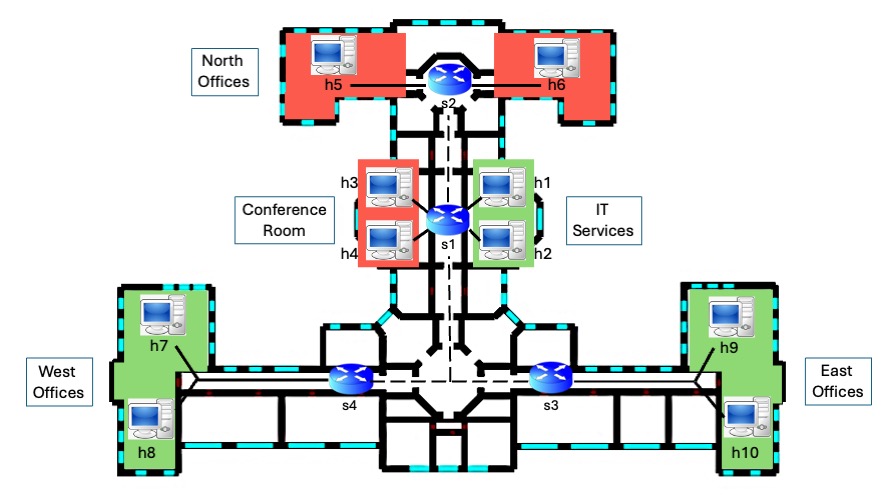 North
Offices
h5
h6
s2
h3
h1
Conference
Room
IT
Services
s1
h4
h2
h7
h9
West
Offices
East
Offices
s4
s3
h8
h10